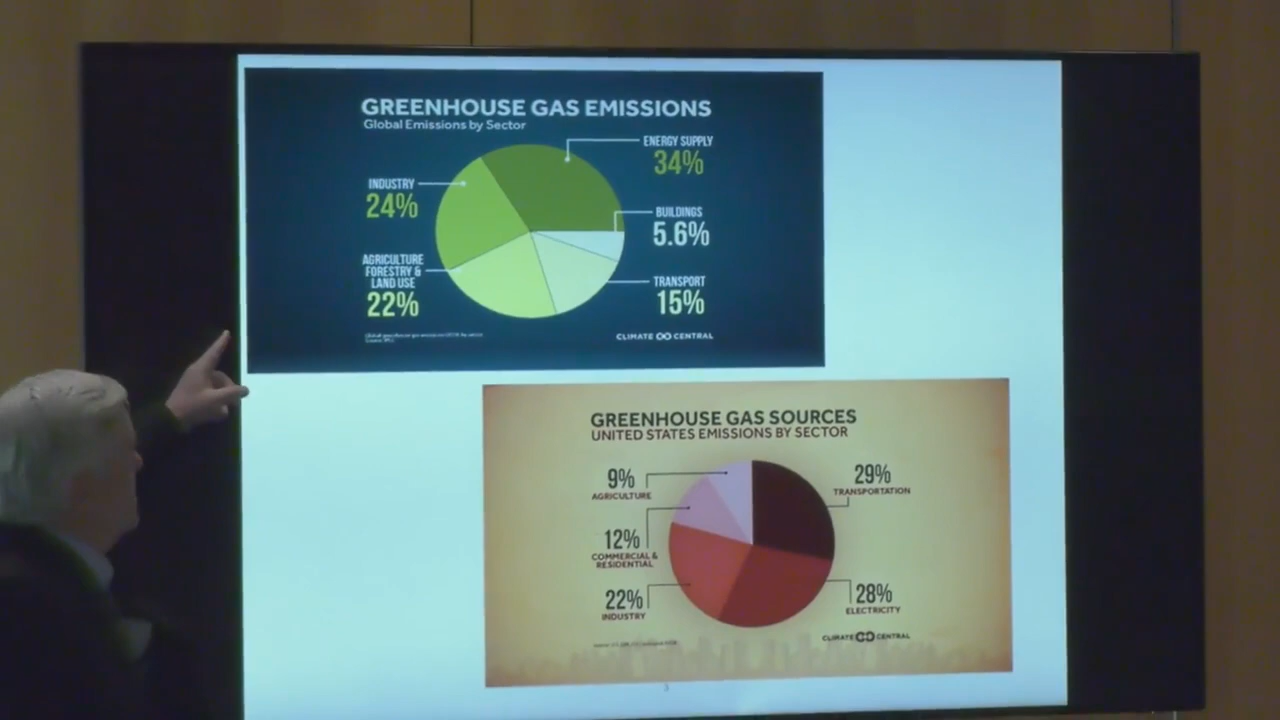 GREENHOUSE GAS EMISSIONS
Global Emissions by Sector
ENERGY SUPPLY
34%
INDUSTRY
24%
BUILDINGS
5.6%
AGRICULTURE
FORESTRY &
LAND USE
22%
TRANSPORT
15%
CLIMATE CENTRAL
GREENHOUSE GAS SOURCES
UNITED STATES EMISSIONS BY SECTOR
9%
AGRICULTURE
29%
TRANSPORTATION
12%
COMMERCIAL &
RESIDENTIAL
22%
INDUSTRY
28%
ELECTRICITY
CLIMATE CENTRAL
3